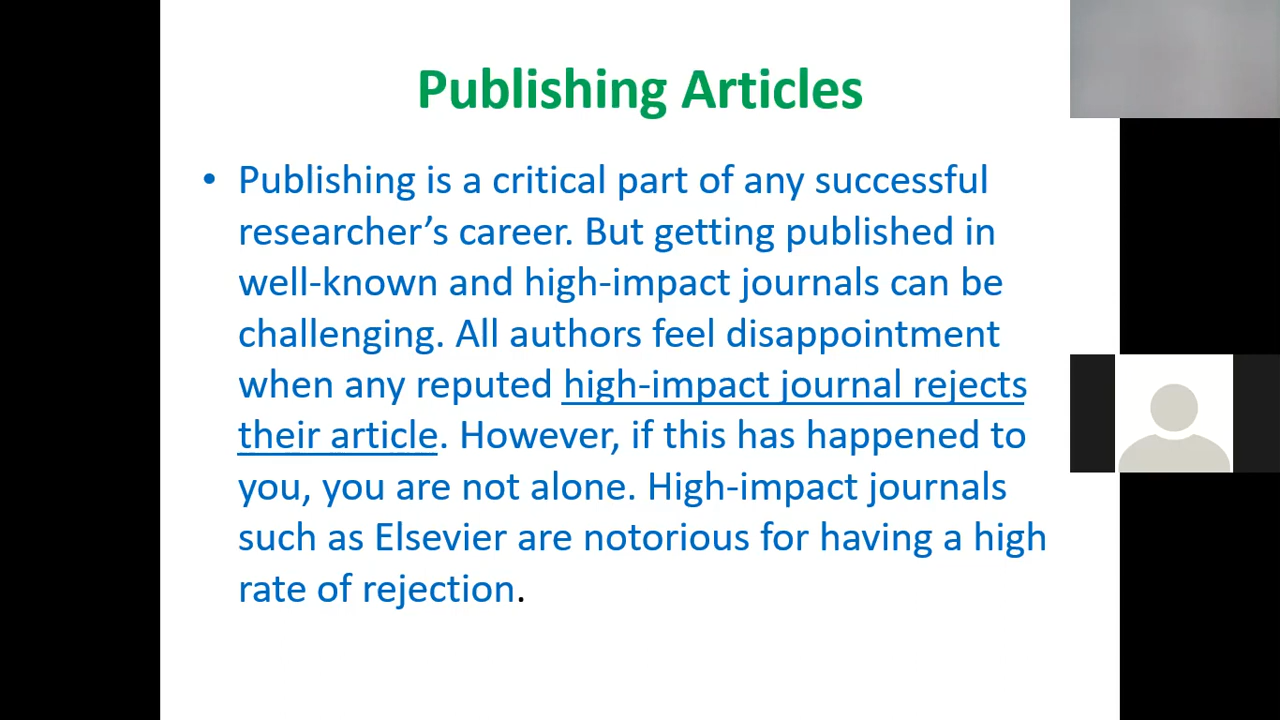 Publishing Articles
• Publishing is a critical part of any successful
researcher’s career. But getting published in
well-known and high-impact journals can be
challenging. All authors feel disappointment
when any reputed high-impact journal rejects
their article. However, if this has happened to
you, you are not alone. High-impact journals
such as Elsevier are notorious for having a high
rate of rejection.